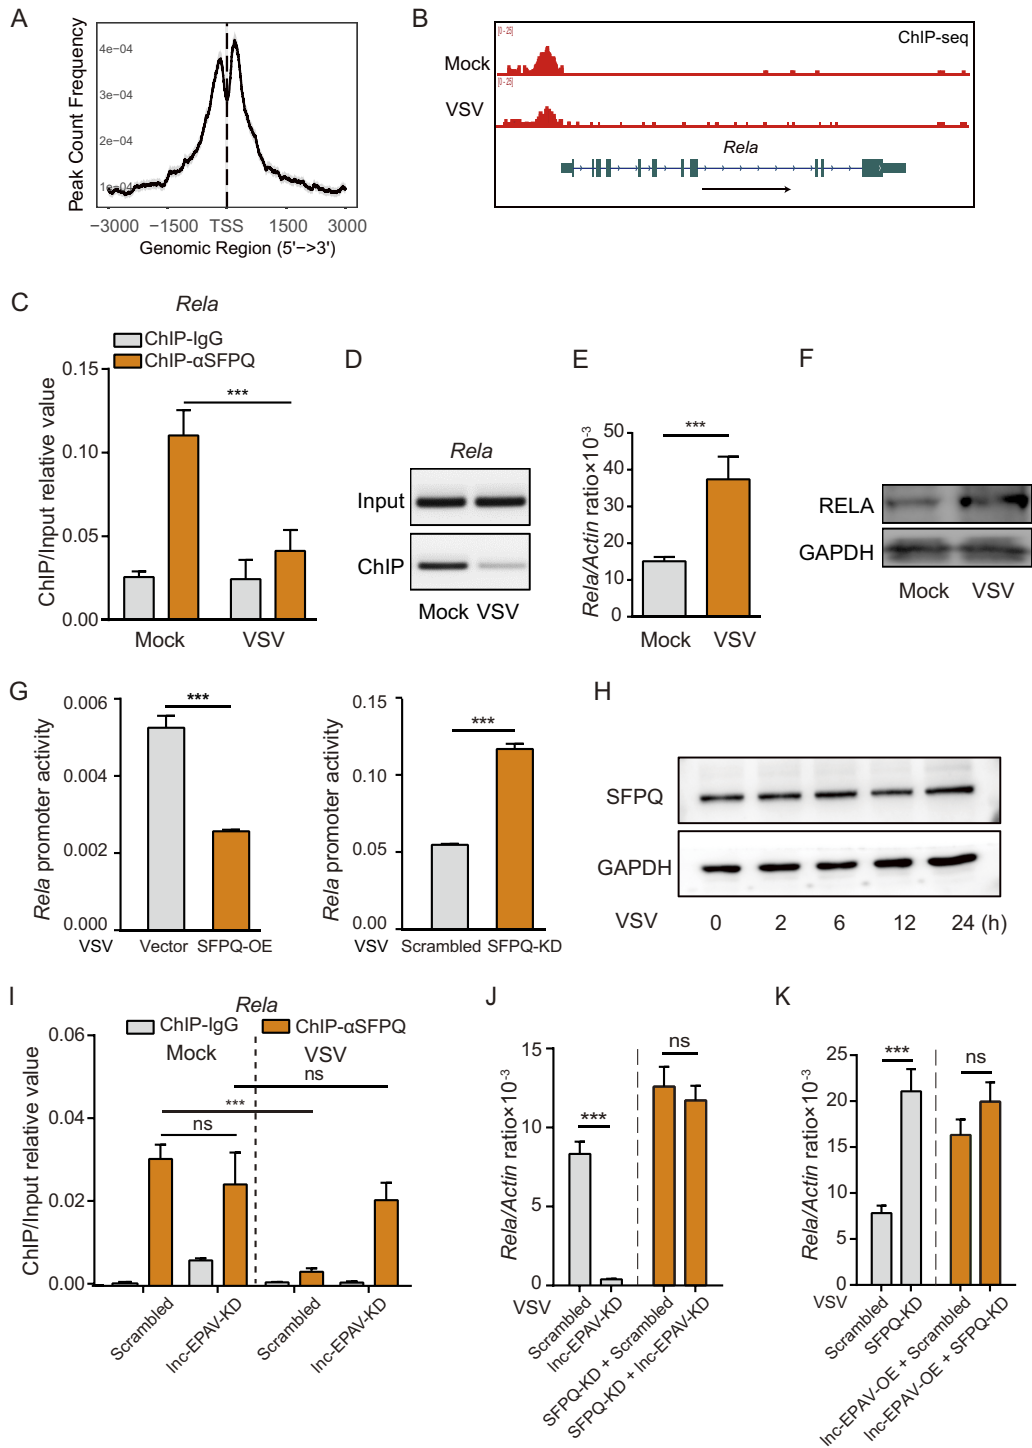 A
Peak Count Frequency
4e−04
3e−04
2e−04
1e−04
−3000 −1500 TSS 1500 3000
Genomic Region (5'−>3')
B
[0 - 25]
ChIP-seq
Mock
[0 - 25]
VSV
Rela
C
Rela
ChIP-IgG
ChIP-αSFPQ
ChIP/Input relative value
0.15
0.10
0.05
0.00
***
Mock VSV
D
Rela
Input
ChIP
Mock VSV
E
Rela/Actin ratio×10⁻³
50
40
30
20
10
0
***
Mock VSV
F
RELA
GAPDH
Mock VSV
G
Rela promoter activity
0.006
0.004
0.002
0.000
***
VSV Vector SFPQ-OE
Rela promoter activity
0.15
0.10
0.05
0.00
***
VSV Scrambled SFPQ-KD
H
SFPQ
GAPDH
VSV 0 2 6 12 24 (h)
I
Rela
ChIP-IgG ChIP-αSFPQ
Mock VSV
ChIP/Input relative value
0.06
0.04
0.02
0.00
ns
***
ns
Scrambled
lnc-EPAV-KD
Scrambled
lnc-EPAV-KD
J
Rela/Actin ratio×10⁻³
15
10
5
0
***
ns
VSV
Scrambled
lnc-EPAV-KD
SFPQ-KD + Scrambled
SFPQ-KD + lnc-EPAV-KD
K
Rela/Actin ratio×10⁻³
25
20
15
10
5
0
***
ns
VSV
Scrambled
SFPQ-KD
lnc-EPAV-OE + Scrambled
lnc-EPAV-OE + SFPQ-KD